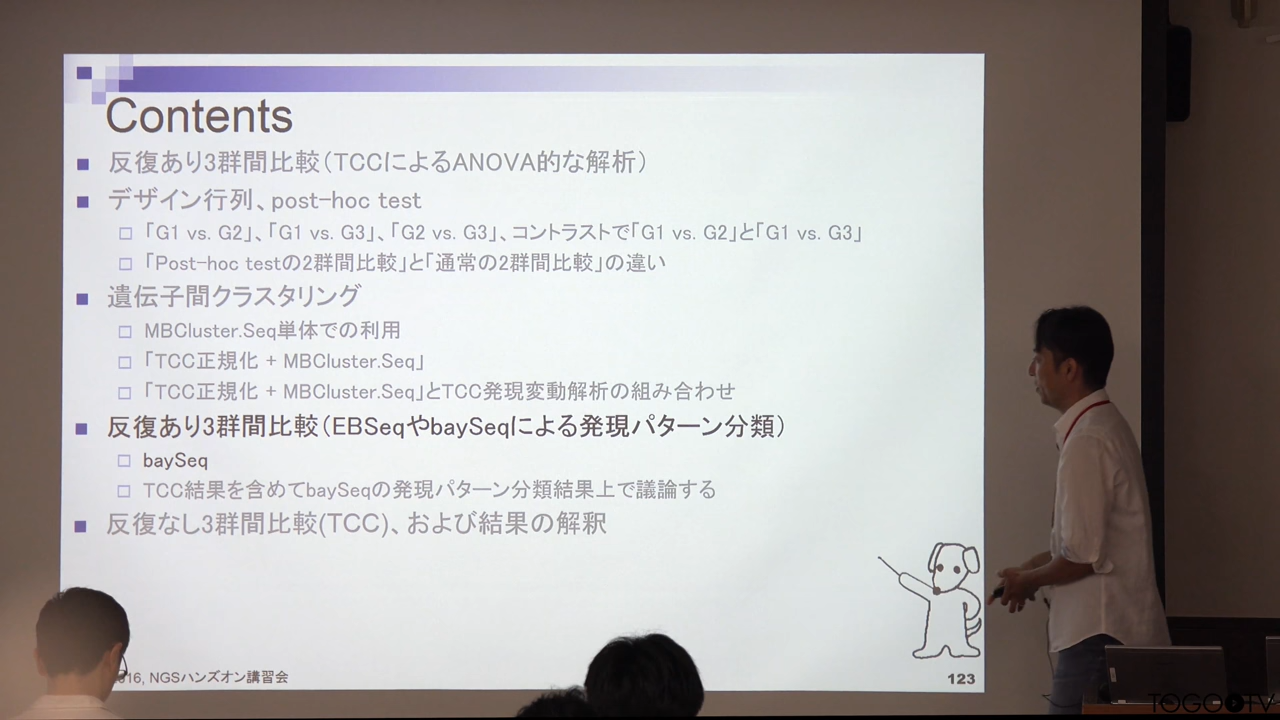 Contents
反復あり3群間比較（TCCによるANOVA的な解析）
デザイン行列、post-hoc test
「G1 vs. G2」、「G1 vs. G3」、「G2 vs. G3」、コントラストで「G1 vs. G2」と「G1 vs. G3」
「Post-hoc testの2群間比較」と「通常の2群間比較」の違い
遺伝子間クラスタリング
MBCluster.Seq単体での利用
「TCC正規化 + MBCluster.Seq」
「TCC正規化 + MBCluster.Seq」とTCC発現変動解析の組み合わせ
反復あり3群間比較（EBSeqやbaySeqによる発現パターン分類）
baySeq
TCC結果を含めてbaySeqの発現パターン分類結果上で議論する
反復なし3群間比較(TCC)、および結果の解釈
16, NGSハンズオン講習会
123
TOGOTV